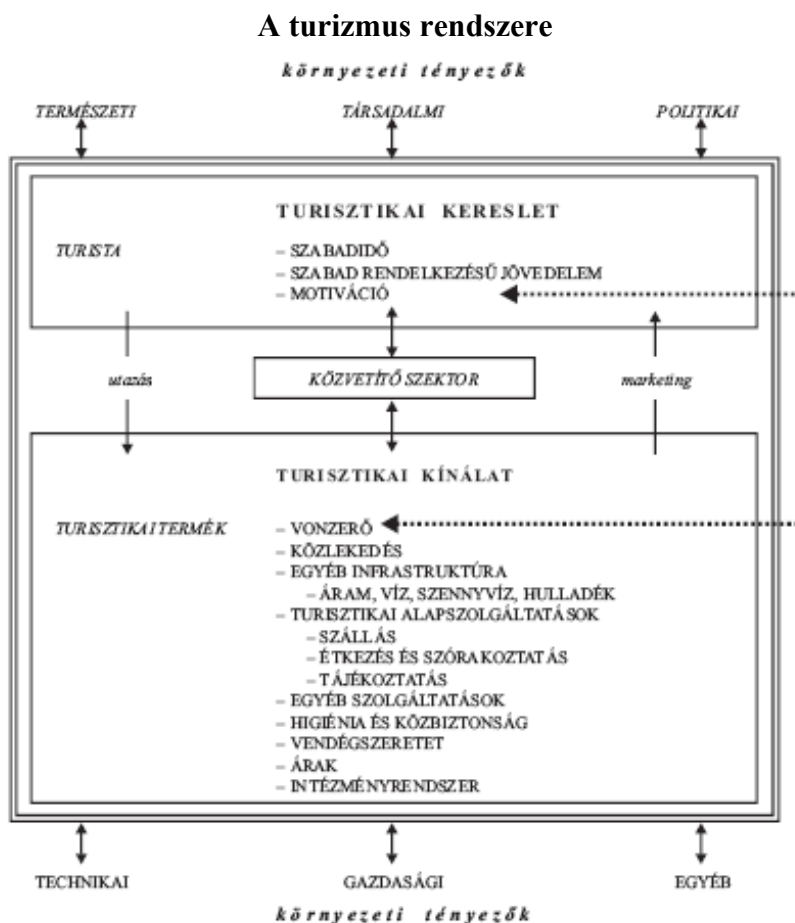 A turizmus rendszere
környezeti tényezők
TERMÉSZETI TÁRSADALMI POLITIKAI
TURISZTIKAI KERESLET
TURISTA – SZABADIDŐ
– SZABAD RENDELKEZÉSŰ JÖVEDELEM
– MOTIVÁCIÓ
utazás KÖZVETÍTŐ SZEKTOR marketing
TURISZTIKAI KÍNÁLAT
TURISZTIKAI TERMÉK – VONZERŐ
– KÖZLEKEDÉS
– EGYÉB INFRASTRUKTÚRA
– ÁRAM, VÍZ, SZENNYVÍZ, HULLADÉK
– TURISZTIKAI ALAPSZOLGÁLTATÁSOK
– SZÁLLÁS
– ÉTKEZÉS ÉS SZÓRAKOZTATÁS
– TÁJÉKOZTATÁS
– EGYÉB SZOLGÁLTATÁSOK
– HIGIÉNIA ÉS KÖZBIZTONSÁG
– VENDÉGSZERETET
– ÁRAK
– INTÉZMÉNYRENDSZER
TECHNIKAI GAZDASÁGI EGYÉB
környezeti tényezők